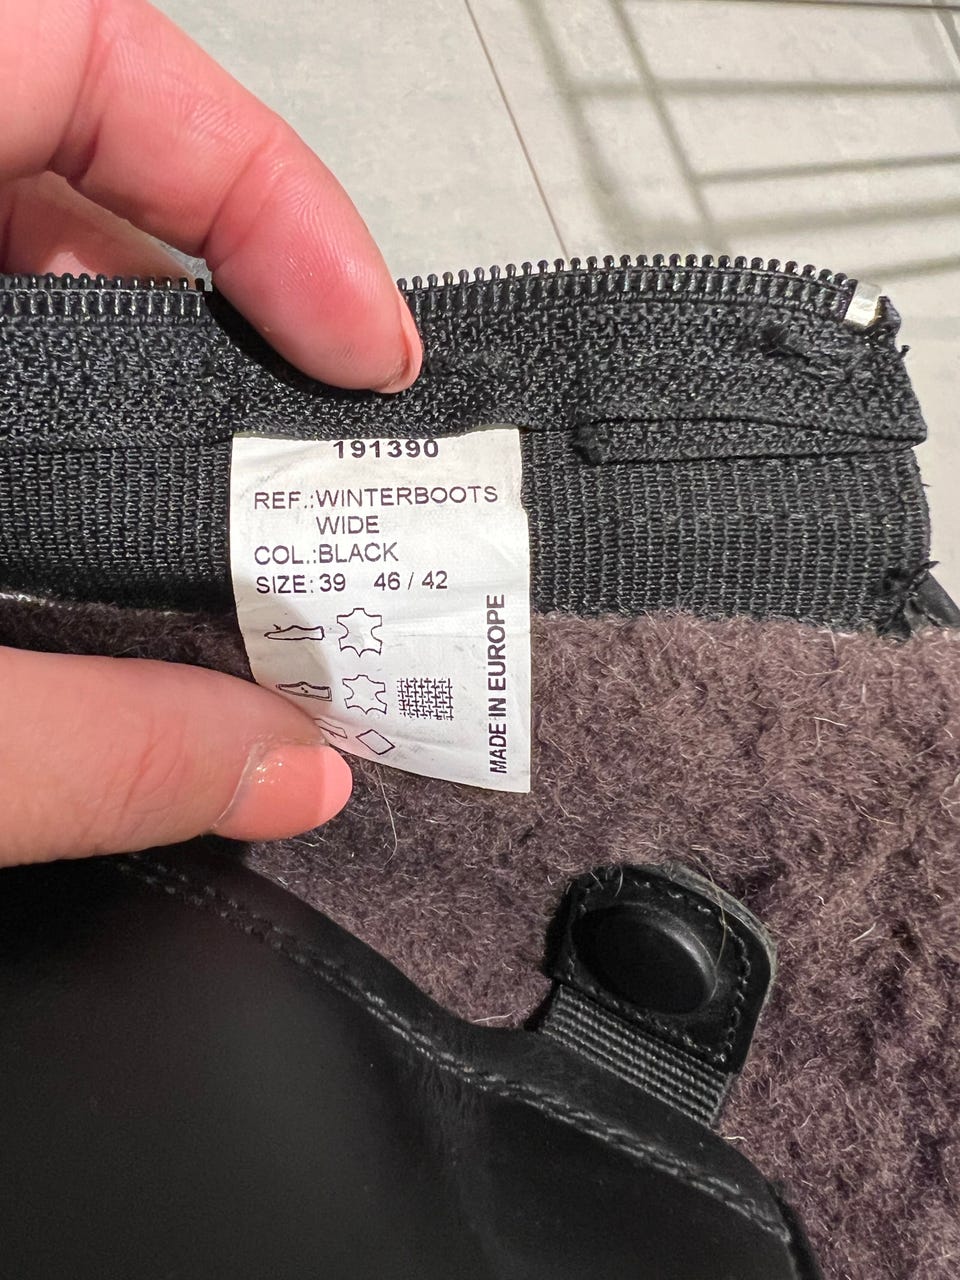 191390
REF.:WINTERBOOTS
WIDE
COL.:BLACK
SIZE: 39 46 / 42
MADE IN EUROPE